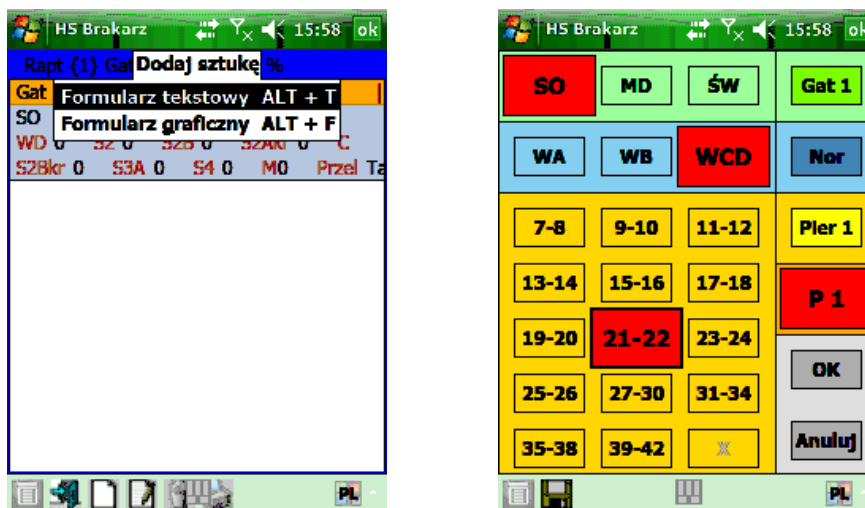 HS Brakarz 15:58 ok
Rapt {1} Gat Dodaj sztukę %
Gat Formularz tekstowy ALT + T
SO Formularz graficzny ALT + F
WD 0 S2 0 S2B 0 S2AKl 0 C
S2Bkr 0 S3A 0 S4 0 M0 Przel Ta
PL
HS Brakarz 15:58 ok
SO MD ŚW Gat 1
WA WB WCD Nor
7-8 9-10 11-12 Pier 1
13-14 15-16 17-18 P 1
19-20 21-22 23-24
25-26 27-30 31-34 OK
35-38 39-42 X Anuluj
PL